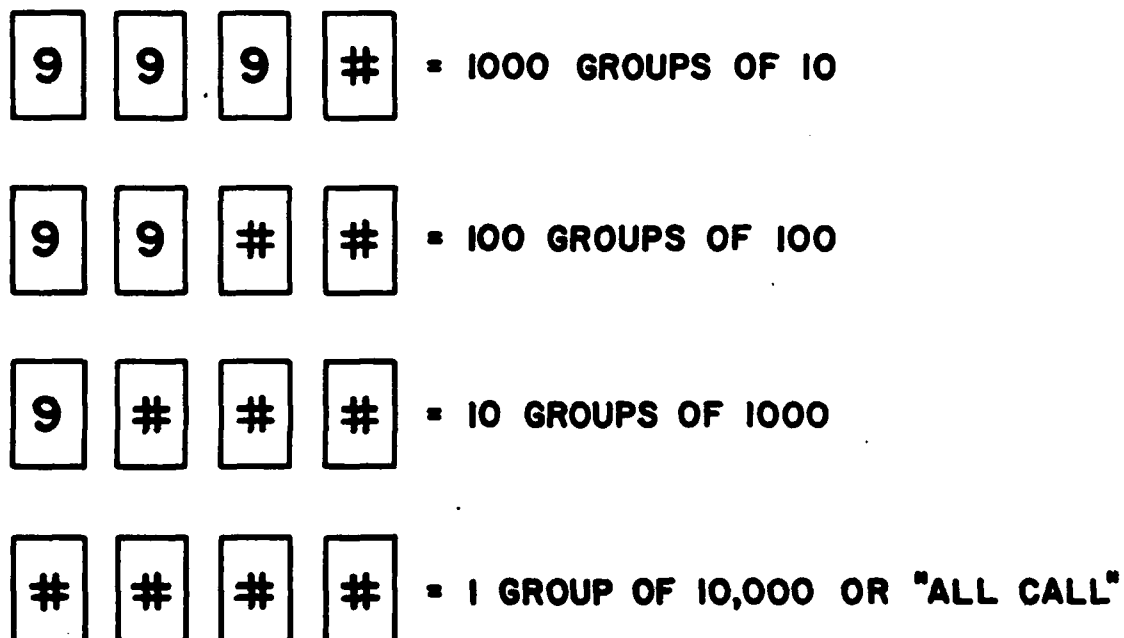 9 9 9 # = 1000 GROUPS OF 10
9 9 # # = 100 GROUPS OF 100
9 # # # = 10 GROUPS OF 1000
# # # # = 1 GROUP OF 10,000 OR "ALL CALL"